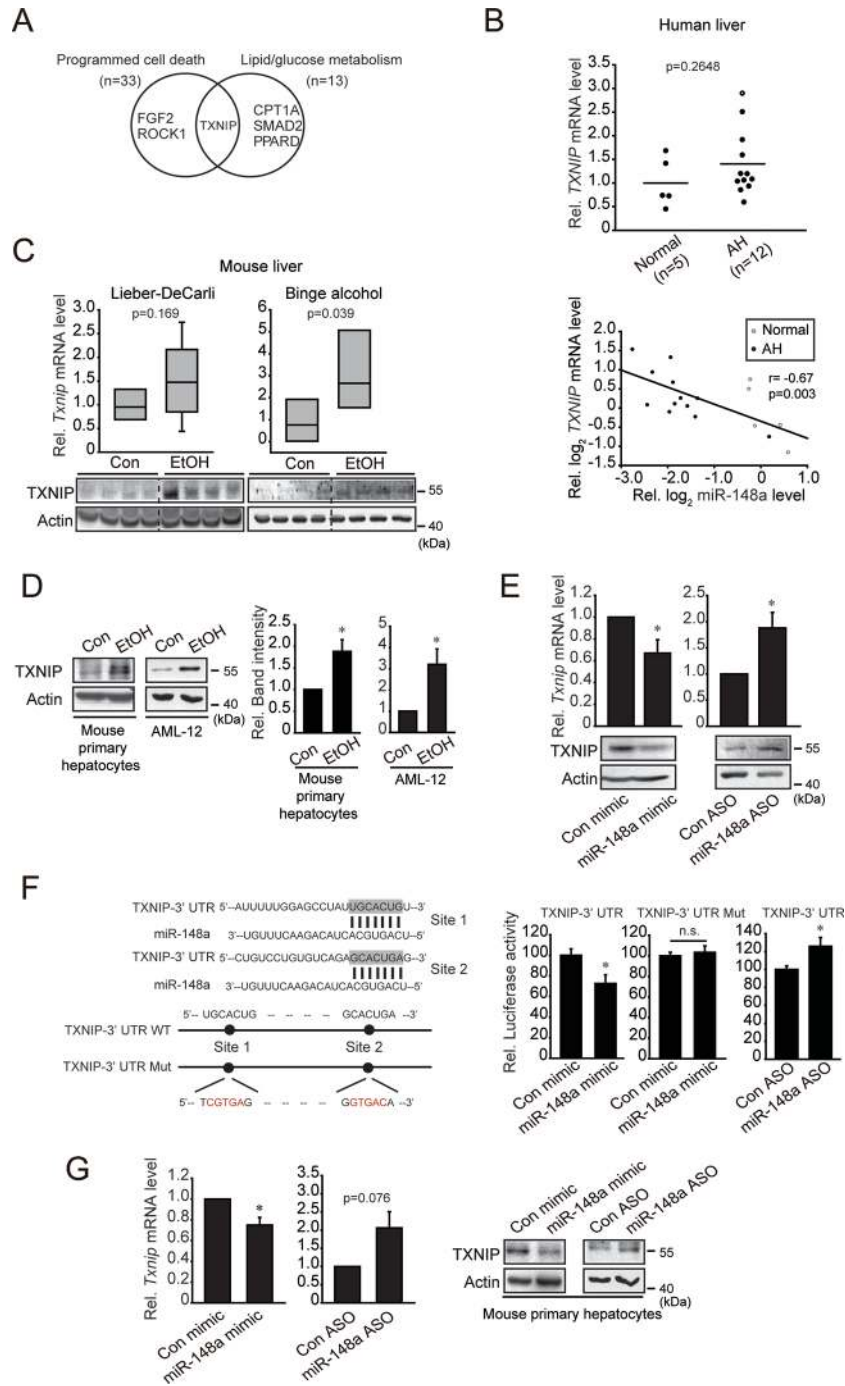 A
Programmed cell death
Lipid/glucose metabolism
(n=33)
(n=13)
FGF2
ROCK1
TXNIP
CPT1A
SMAD2
PPARD
B
Human liver
Rel. TXNIP mRNA level
p=0.2648
3.5
3.0
2.5
2.0
1.5
1.0
0.5
0
Normal
(n=5)
AH
(n=12)
Rel. log2 TXNIP mRNA level
2.0
1.5
1.0
0.5
0
-0.5
-1.0
-1.5
Normal
AH
r= -0.67
p=0.003
-3.0 -2.0 -1.0 0.0 1.0
Rel. log2 miR-148a level
C
Mouse liver
Lieber-DeCarli
p=0.169
Rel. Txnip mRNA level
3.0
2.5
2.0
1.5
1.0
0.5
0
Binge alcohol
p=0.039
6
5
4
3
2
1
0
Con EtOH Con EtOH
TXNIP
55
Actin
40
(kDa)
D
Con EtOH Con EtOH
TXNIP
55
Actin
40
(kDa)
Mouse
primary
hepatocytes
AML-12
Rel. Band intensity
2.5
2.0
1.5
1.0
0.5
0
*
Con EtOH
Mouse
primary
hepatocytes
5
4
3
2
1
0
*
Con EtOH
AML-12
E
Rel. Txnip mRNA level
1.2
1.0
0.8
0.6
0.4
0.2
0
*
2.5
2.0
1.5
1.0
0.5
0
*
TXNIP
55
Actin
40
(kDa)
Con mimic
miR-148a mimic
Con ASO
miR-148a ASO
F
TXNIP-3' UTR 5'--AUUUUUGGAGCCUAUUGCACUGU--3'
Site 1
miR-148a 3'--UGUUUCAAGACAUCACGUGACU--5'
TXNIP-3' UTR 5'--CUGUCCUGUGUCAGAGCACUGAG--3'
Site 2
miR-148a 3'--UGUUUCAAGACAUCACGUGACU--5'
5'-- UGCACUG -- -- -- GCACUGA --3'
TXNIP-3' UTR WT
Site 1 Site 2
TXNIP-3' UTR Mut
5'-- TCGTGAG -- -- -- GGTGACA --3'
Rel. Luciferase activity
TXNIP-3' UTR
120
100
80
60
40
20
0
*
Con mimic
miR-148a mimic
TXNIP-3' UTR Mut
n.s.
120
100
80
60
40
20
0
Con mimic
miR-148a mimic
TXNIP-3' UTR
*
140
120
100
80
60
40
20
0
Con ASO
miR-148a ASO
G
Rel. Txnip mRNA level
1.2
1.0
0.8
0.6
0.4
0.2
0
*
Con mimic
miR-148a mimic
p=0.076
3.5
3.0
2.5
2.0
1.5
1.0
0.5
0
Con ASO
miR-148a ASO
Con mimic
miR-148a mimic
Con ASO
miR-148a ASO
TXNIP
55
Actin
40
(kDa)
Mouse primary hepatocytes